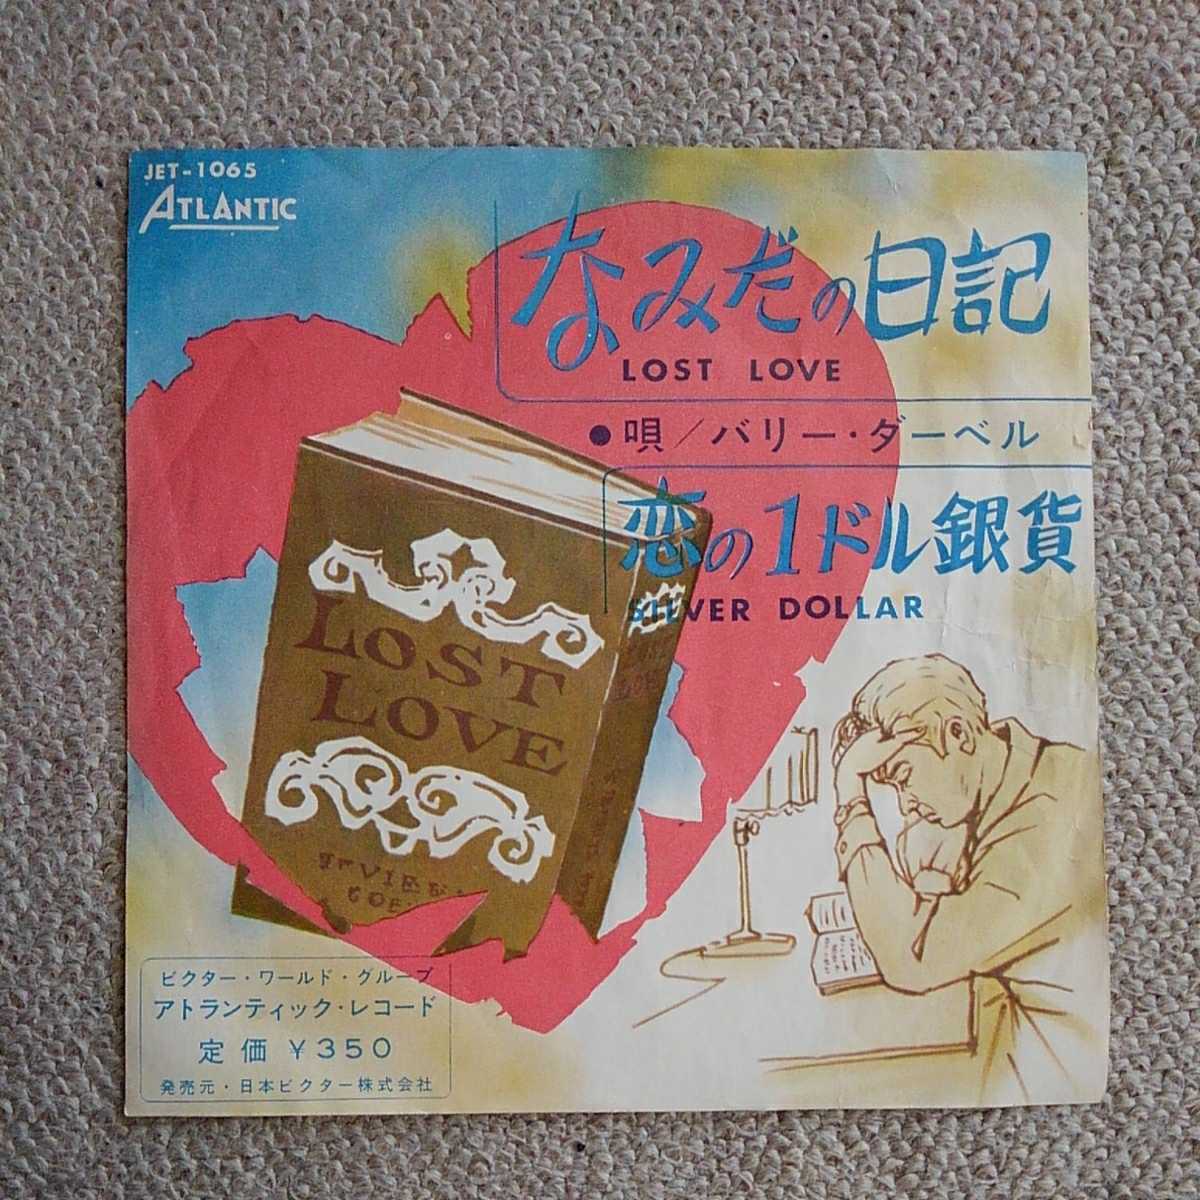 JET-1065
ATLANTIC
なみだの日記
LOST LOVE
●唄／バリー・ダーベル
恋の1ドル銀貨
SILVER DOLLAR
LOST
LOVE
ビクター・ワールド・グループ
アトランティック・レコード
定価 ￥350
発売元・日本ビクター株式会社